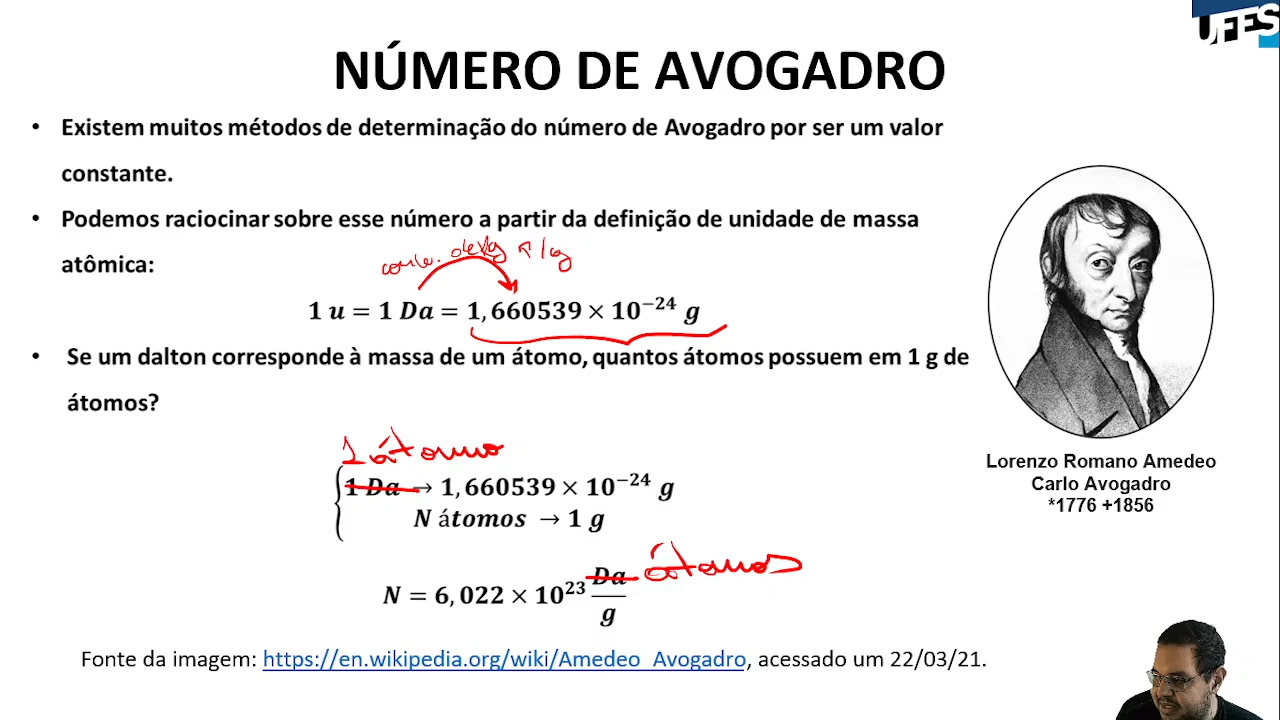 UFES
NÚMERO DE AVOGADRO
• Existem muitos métodos de determinação do número de Avogadro por ser um valor
constante.
• Podemos raciocinar sobre esse número a partir da definição de unidade de massa
atômica:
1 u = 1 Da = 1,660539 × 10⁻²⁴ g
• Se um dalton corresponde à massa de um átomo, quantos átomos possuem em 1 g de
átomos?
1 átomo
1 Da → 1,660539 × 10⁻²⁴ g
N átomos → 1 g
N = 6,022 × 10²³ Da/g
átomos
Lorenzo Romano Amedeo
Carlo Avogadro
*1776 +1856
Fonte da imagem: https://en.wikipedia.org/wiki/Amedeo_Avogadro, acessado um 22/03/21.